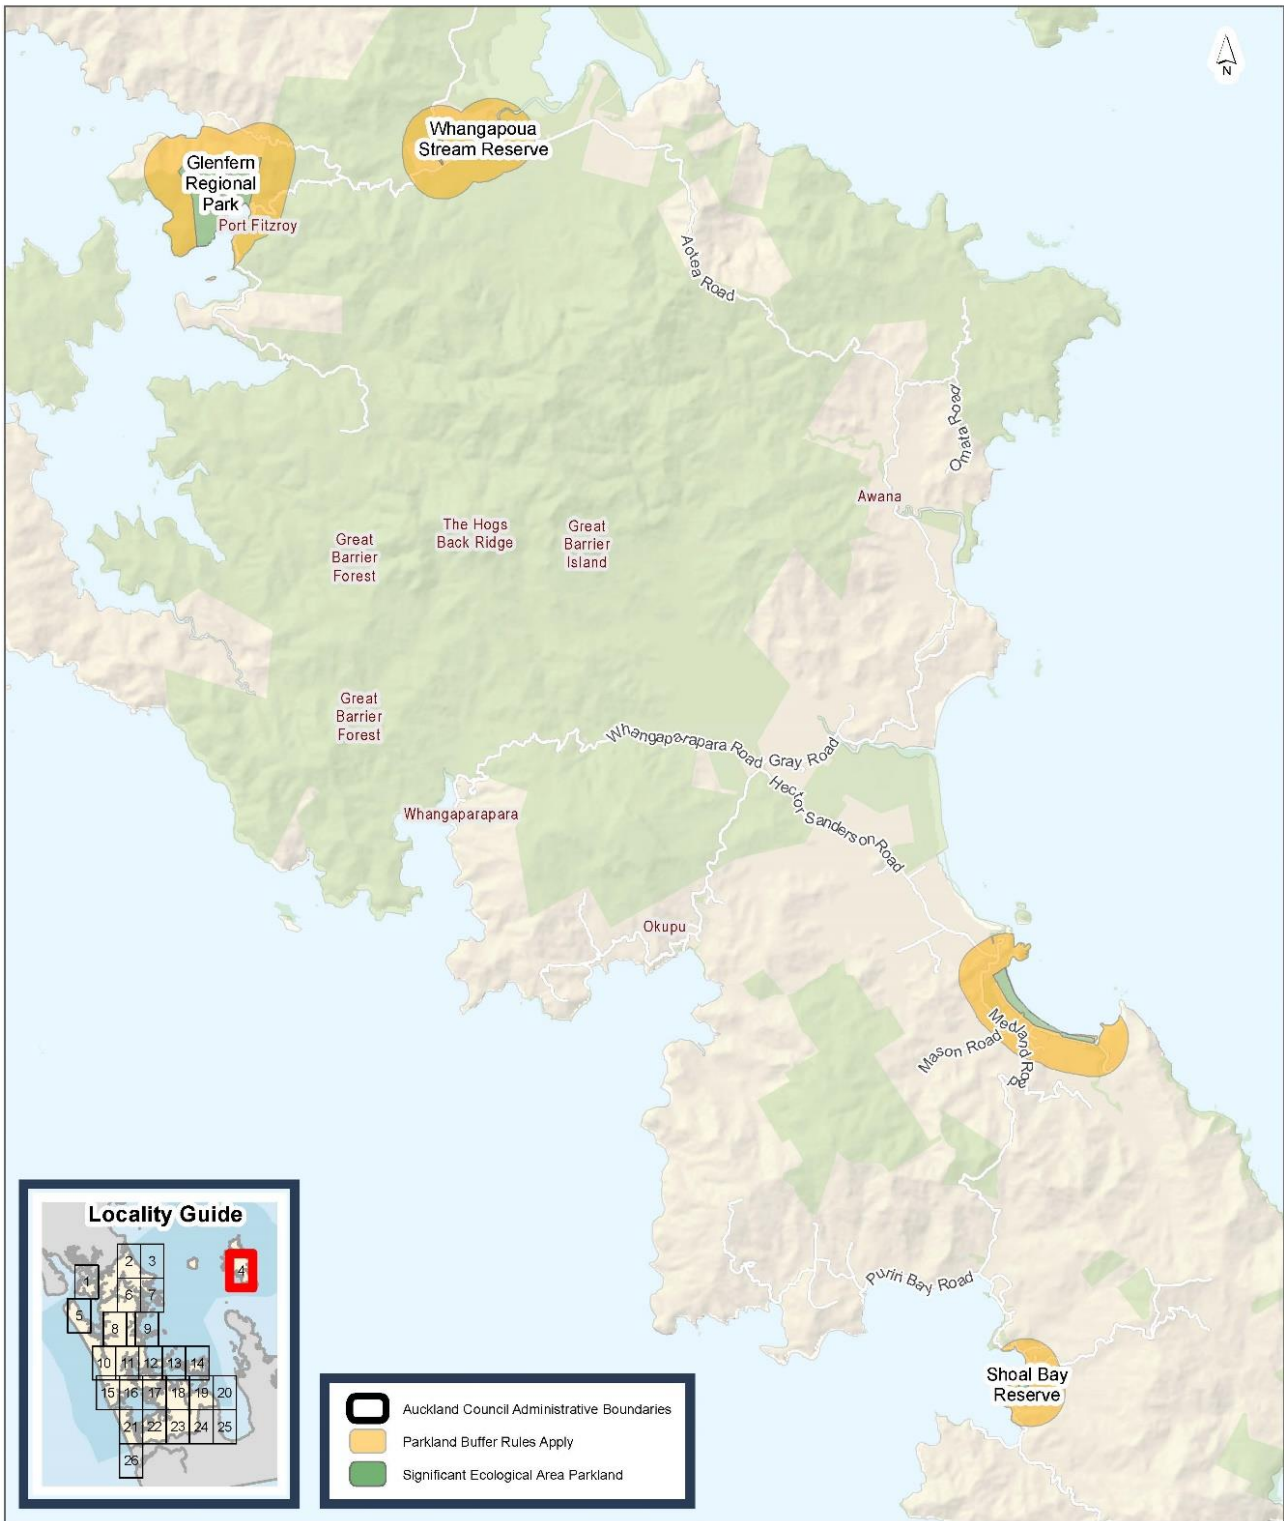 N
Whangapoua
Stream Reserve
Glenfern
Regional
Park
Port Fitzroy
Aotea Road
Omata Road
Awana
The Hogs
Back Ridge
Great
Barrier
Island
Great
Barrier
Forest
Great
Barrier
Forest
Whangaparapara Road
Gray Road
Hector Sanderson Road
Whangaparapara
Okupu
Medland Road
Mason Road
Puriri Bay Road
Shoal Bay
Reserve
Locality Guide
1
2
3
4
5
6
7
8
9
10
11
12
13
14
15
16
17
18
19
20
21
22
23
24
25
26
Auckland Council Administrative Boundaries
Parkland Buffer Rules Apply
Significant Ecological Area Parkland